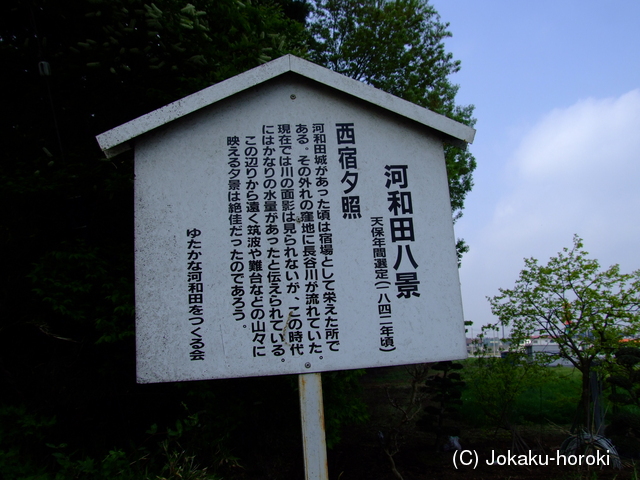 河和田八景
天保年間選定(一八四二年頃)
西宿夕照
河和田城があった頃は宿場として栄えた所で
ある。その外れの窪地に長谷川が流れていた。
現在では川の面影は見られないが、この時代
にはかなりの水量があったと伝えられている。
この辺りから遠く筑波や難台などの山々に
映える夕景は絶佳だったのであろう。
ゆたかな河和田をつくる会
(C) Jokaku-horoki